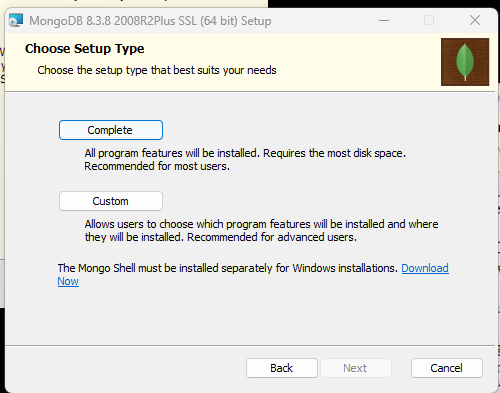 MongoDB 8.3.8 2008R2Plus SSL (64 bit) Setup
Choose Setup Type
Choose the setup type that best suits your needs
Complete
All program features will be installed. Requires the most disk space.
Recommended for most users.
Custom
Allows users to choose which program features will be installed and where
they will be installed. Recommended for advanced users.
The Mongo Shell must be installed separately for Windows installations. Download
Now
Back
Next
Cancel